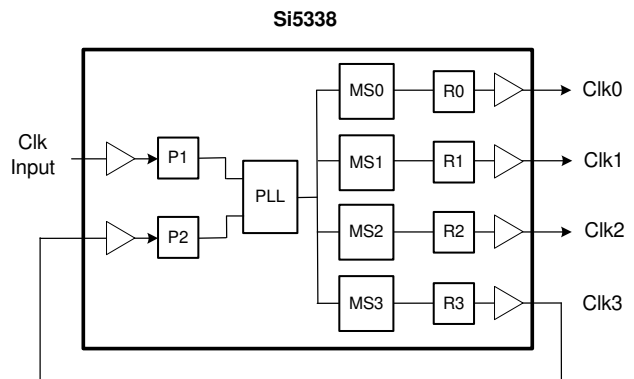 Si5338
MS0
R0
Clk0
Clk
Input
P1
MS1
R1
Clk1
PLL
P2
MS2
R2
Clk2
MS3
R3
Clk3